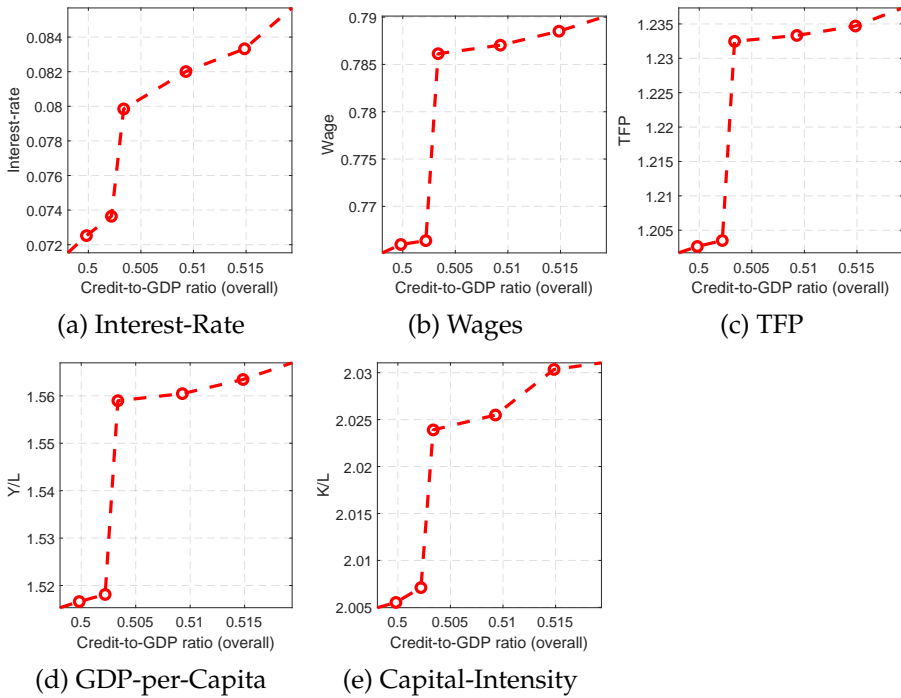 0.084
0.082
0.08
0.078
0.076
0.074
0.072
Interest-rate
0.5 0.505 0.51 0.515
Credit-to-GDP ratio (overall)
(a) Interest-Rate
0.79
0.785
0.78
0.775
0.77
Wage
0.5 0.505 0.51 0.515
Credit-to-GDP ratio (overall)
(b) Wages
1.235
1.23
1.225
1.22
1.215
1.21
1.205
TFP
0.5 0.505 0.51 0.515
Credit-to-GDP ratio (overall)
(c) TFP
1.56
1.55
1.54
1.53
1.52
Y/L
0.5 0.505 0.51 0.515
Credit-to-GDP ratio (overall)
(d) GDP-per-Capita
2.03
2.025
2.02
2.015
2.01
2.005
K/L
0.5 0.505 0.51 0.515
Credit-to-GDP ratio (overall)
(e) Capital-Intensity